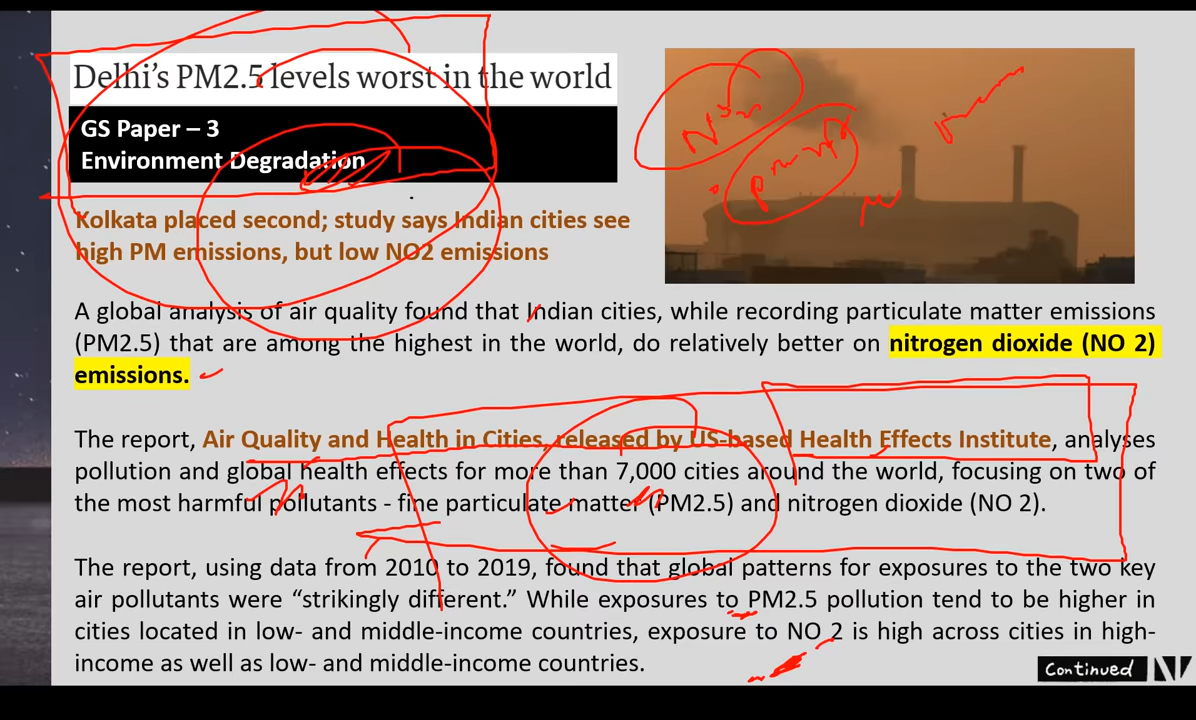 Delhi's PM2.5 levels worst in the world
GS Paper – 3
Environment Degradation
Kolkata placed second; study says Indian cities see
high PM emissions, but low NO2 emissions
A global analysis of air quality found that Indian cities, while recording particulate matter emissions
(PM2.5) that are among the highest in the world, do relatively better on nitrogen dioxide (NO 2)
emissions.
The report, Air Quality and Health in Cities, released by US-based Health Effects Institute, analyses
pollution and global health effects for more than 7,000 cities around the world, focusing on two of
the most harmful pollutants - fine particulate matter (PM2.5) and nitrogen dioxide (NO 2).
The report, using data from 2010 to 2019, found that global patterns for exposures to the two key
air pollutants were “strikingly different.” While exposures to PM2.5 pollution tend to be higher in
cities located in low- and middle-income countries, exposure to NO 2 is high across cities in high-
income as well as low- and middle-income countries.
Continued